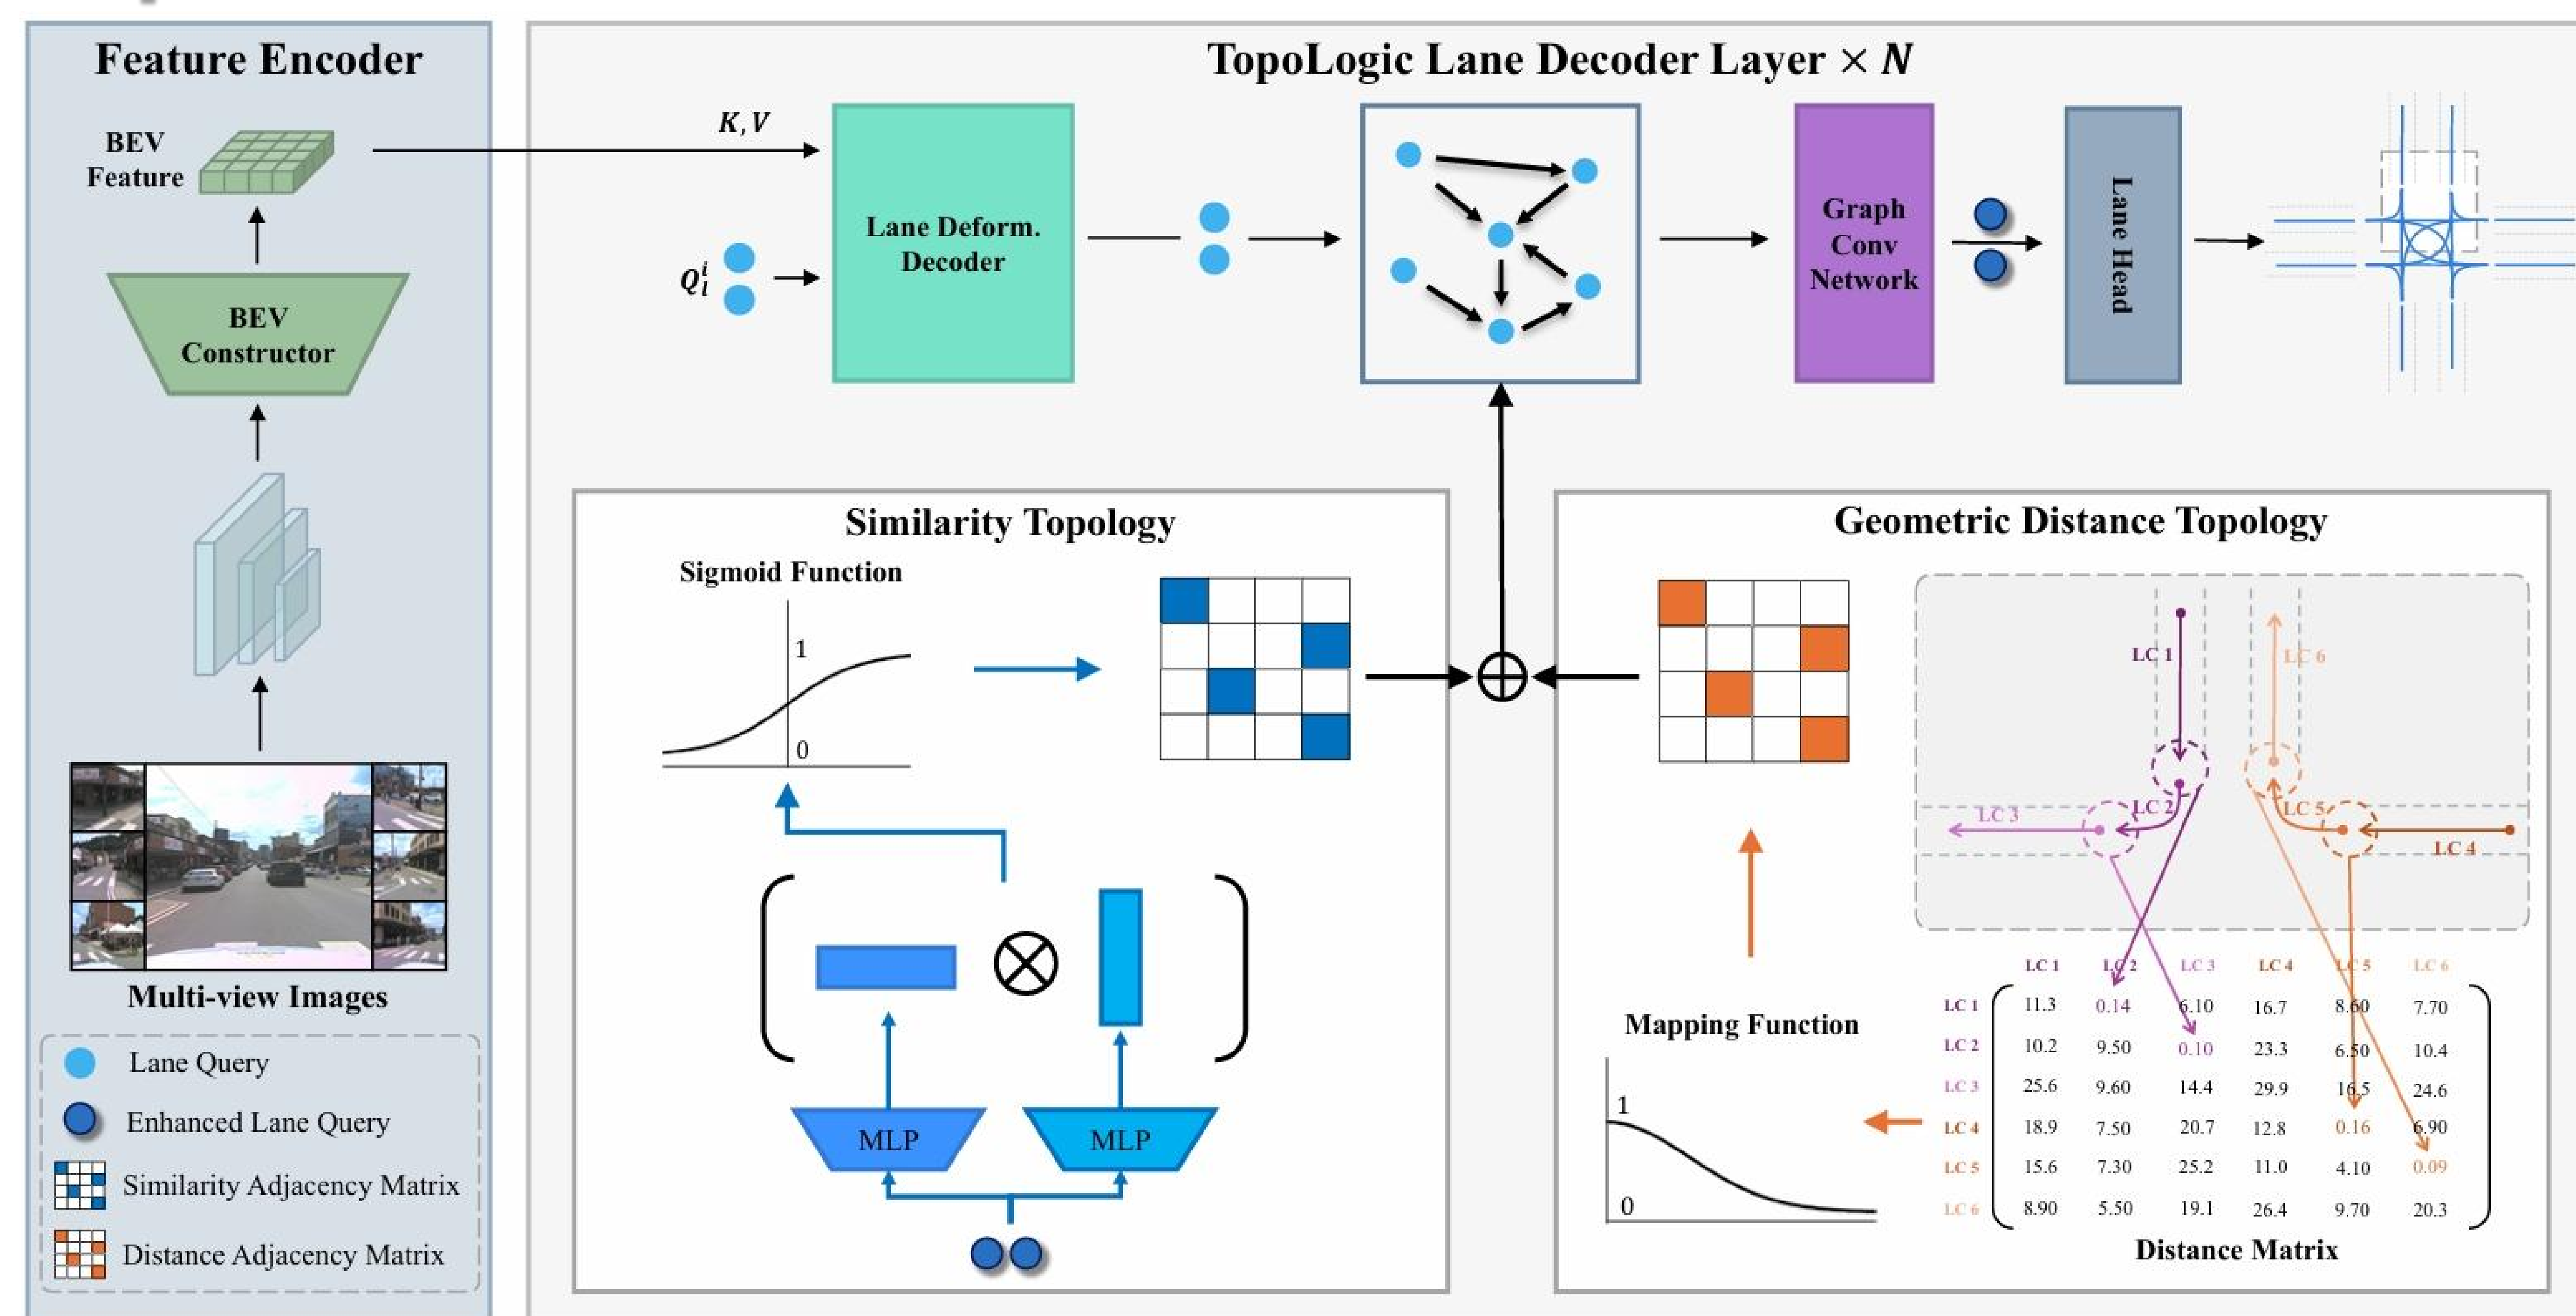 Feature Encoder
BEV
Feature
BEV
Constructor
Multi-view Images
Lane Query
Enhanced Lane Query
Similarity Adjacency Matrix
Distance Adjacency Matrix
TopoLogic Lane Decoder Layer × N
K, V
Q_l^i
Lane Deform.
Decoder
Graph
Conv
Network
Lane Head
Similarity Topology
Sigmoid Function
1
0
MLP
MLP
Geometric Distance Topology
LC 1
LC 6
LC 2
LC 5
LC 3
LC 4
Mapping Function
1
0
LC 1 LC 2 LC 3 LC 4 LC 5 LC 6
LC 1 11.3 0.14 6.10 16.7 8.60 7.70
LC 2 10.2 9.50 0.10 23.3 6.50 10.4
LC 3 25.6 9.60 14.4 29.9 16.5 24.6
LC 4 18.9 7.50 20.7 12.8 0.16 6.90
LC 5 15.6 7.30 25.2 11.0 4.10 0.09
LC 6 8.90 5.50 19.1 26.4 9.70 20.3
Distance Matrix